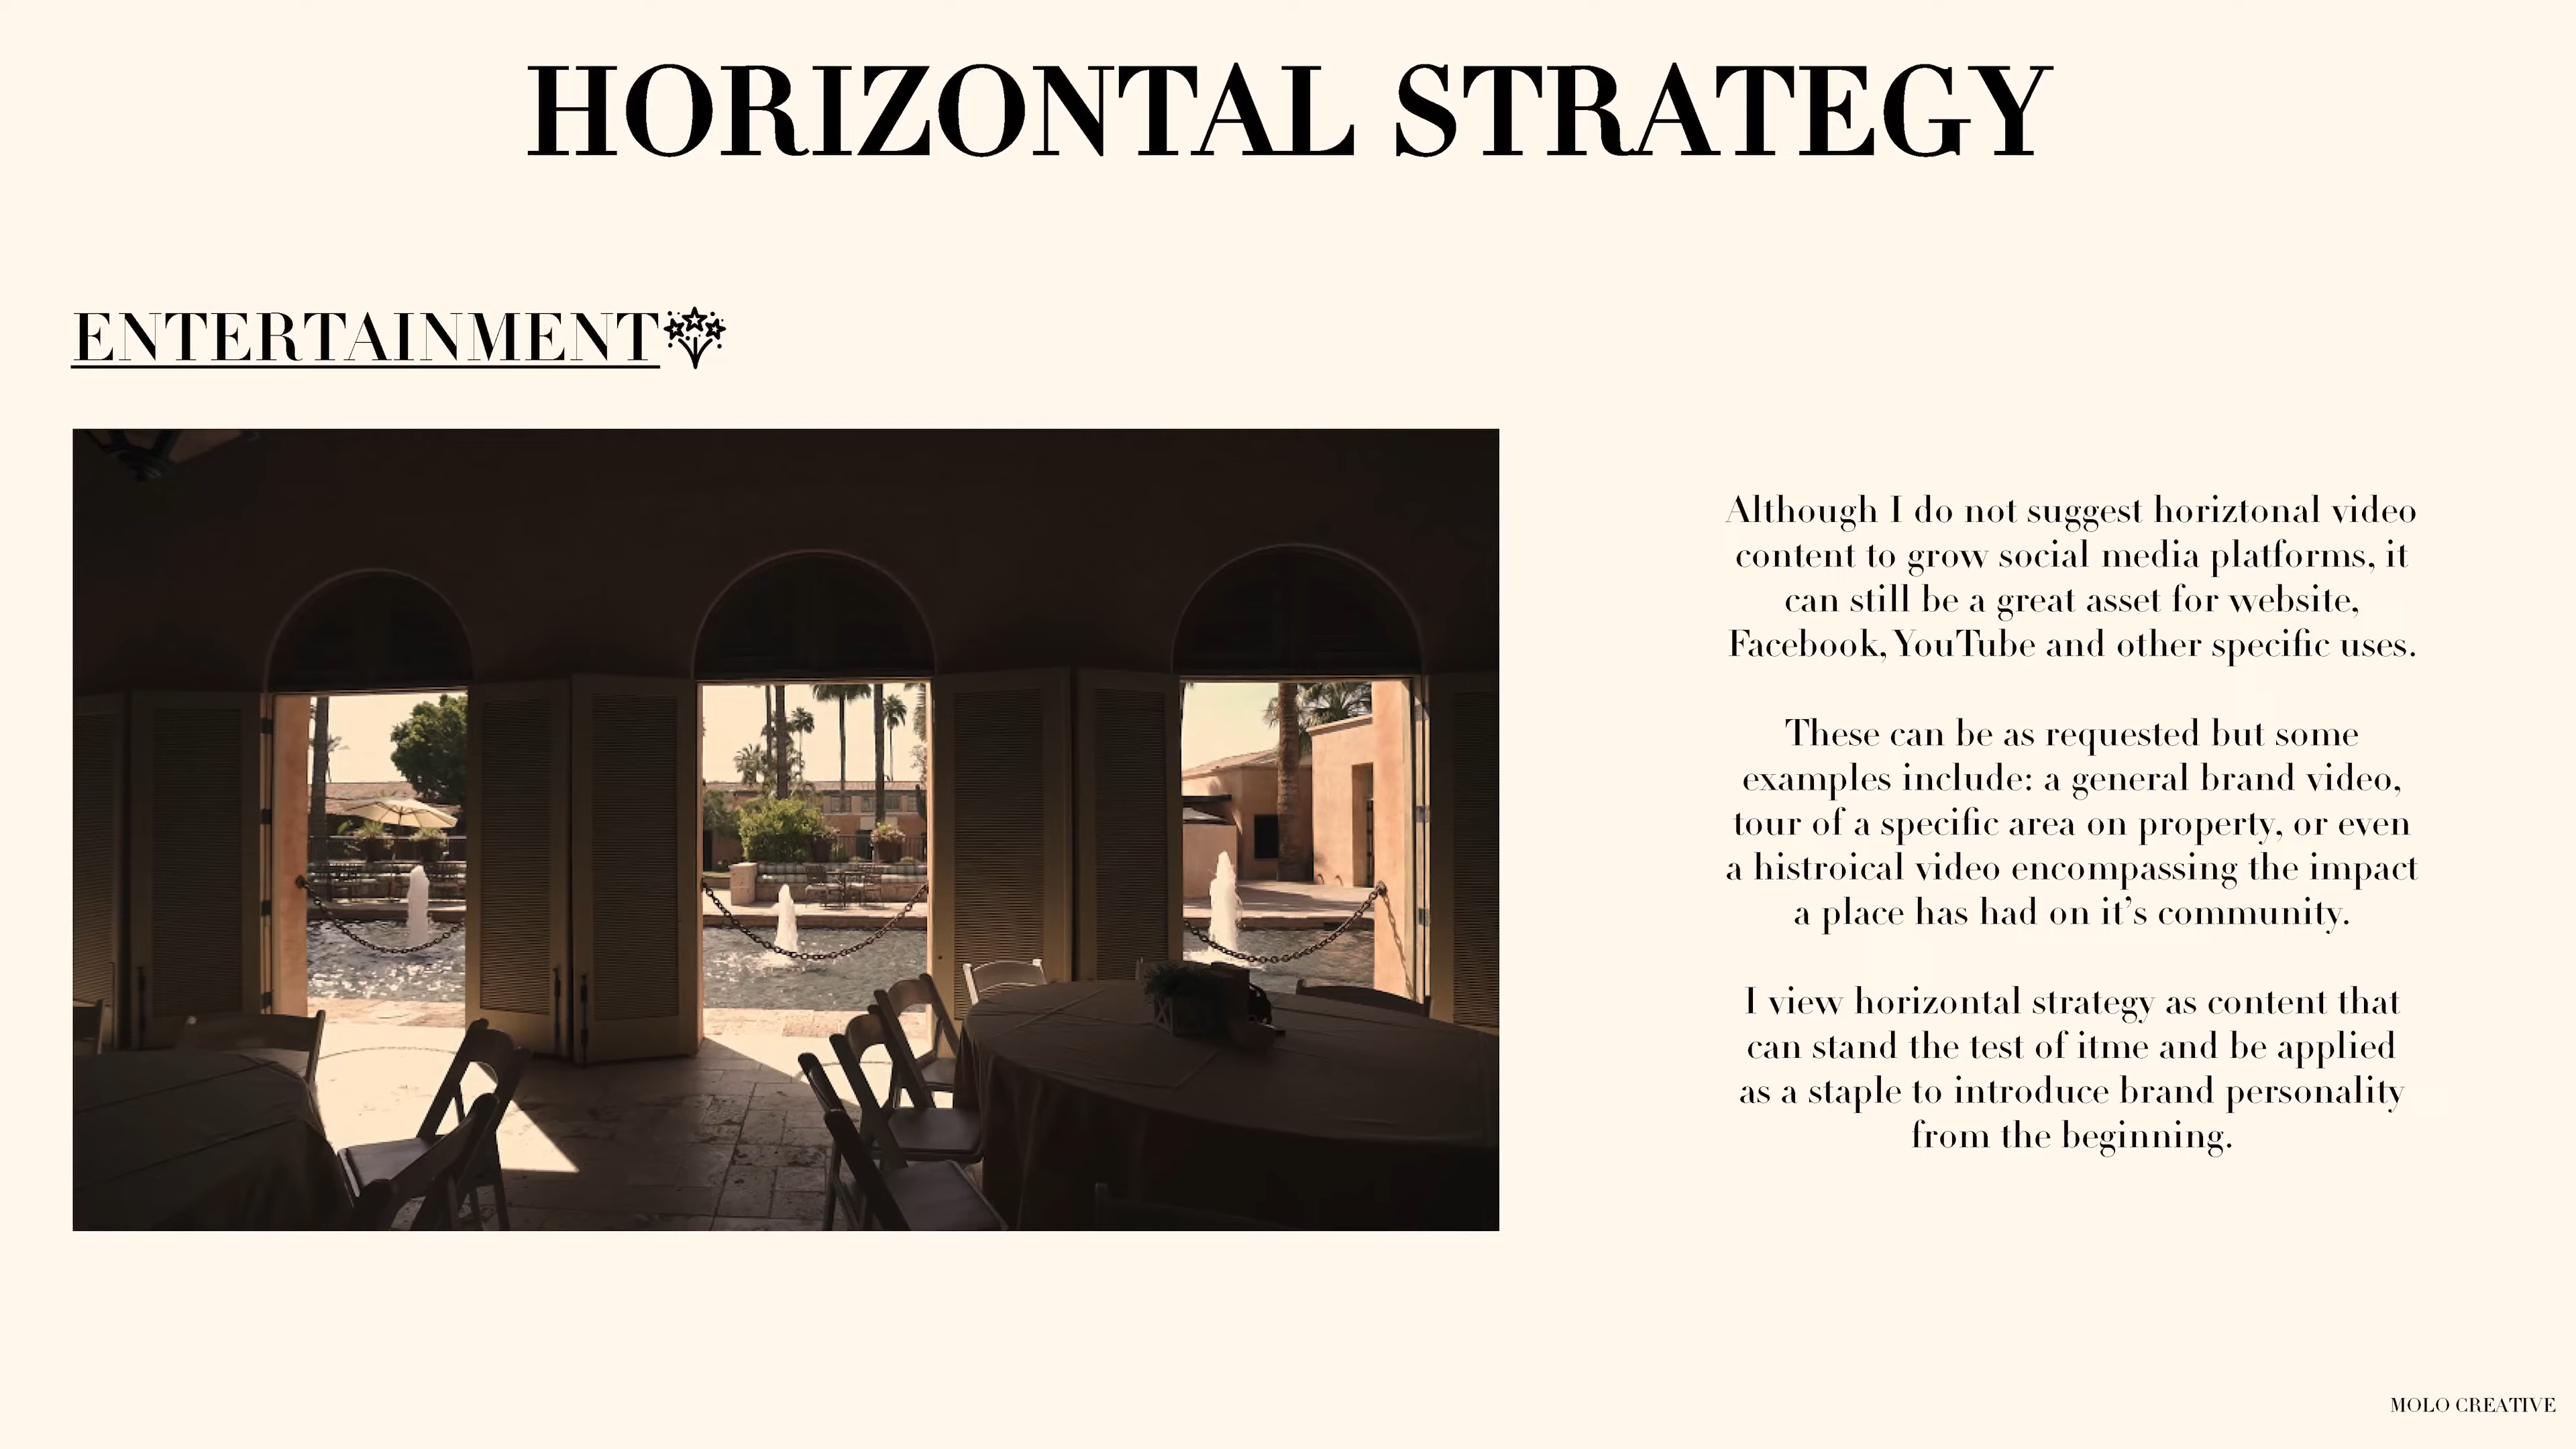 HORIZONTAL STRATEGY
ENTERTAINMENT
Although I do not suggest horiztonal video
content to grow social media platforms, it
can still be a great asset for website,
Facebook, YouTube and other specific uses.
These can be as requested but some
examples include: a general brand video,
tour of a specific area on property, or even
a histroical video encompassing the impact
a place has had on it's community.
I view horizontal strategy as content that
can stand the test of itme and be applied
as a staple to introduce brand personality
from the beginning.
MOLO CREATIVE